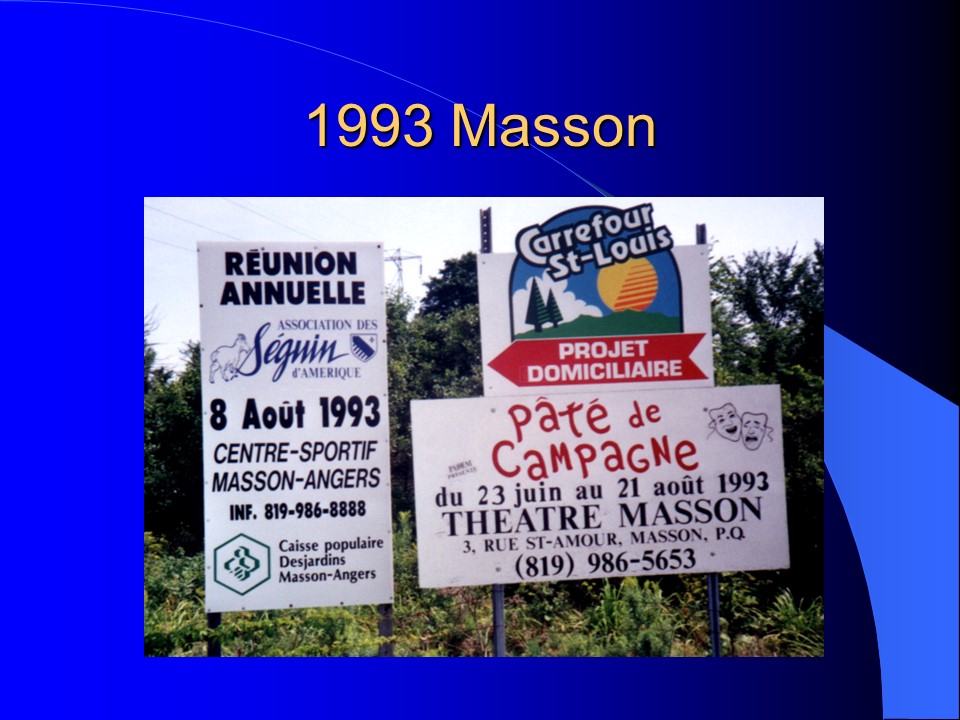 1993 Masson
RÉUNION
ANNUELLE
ASSOCIATION DES
Séguin
d'AMERIQUE
8 Août 1993
CENTRE-SPORTIF
MASSON-ANGERS
INF. 819-986-8888
Caisse populaire
Desjardins
Masson-Angers
Carrefour
St-Louis
PROJET
DOMICILIAIRE
Pâté de
CAMPAGNE
PRÉSENTE
du 23 juin au 21 août 1993
THEATRE MASSON
3, RUE ST-AMOUR, MASSON, P.Q.
(819) 986-5653